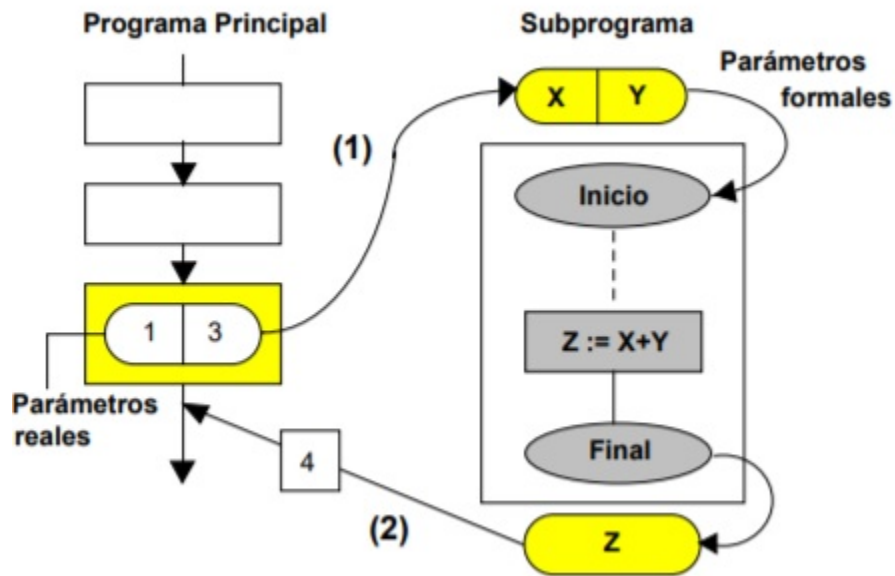 Programa Principal
Subprograma
Parámetros
formales
X Y
(1)
Inicio
1 3
Z := X+Y
Parámetros
reales
Final
4
(2)
Z